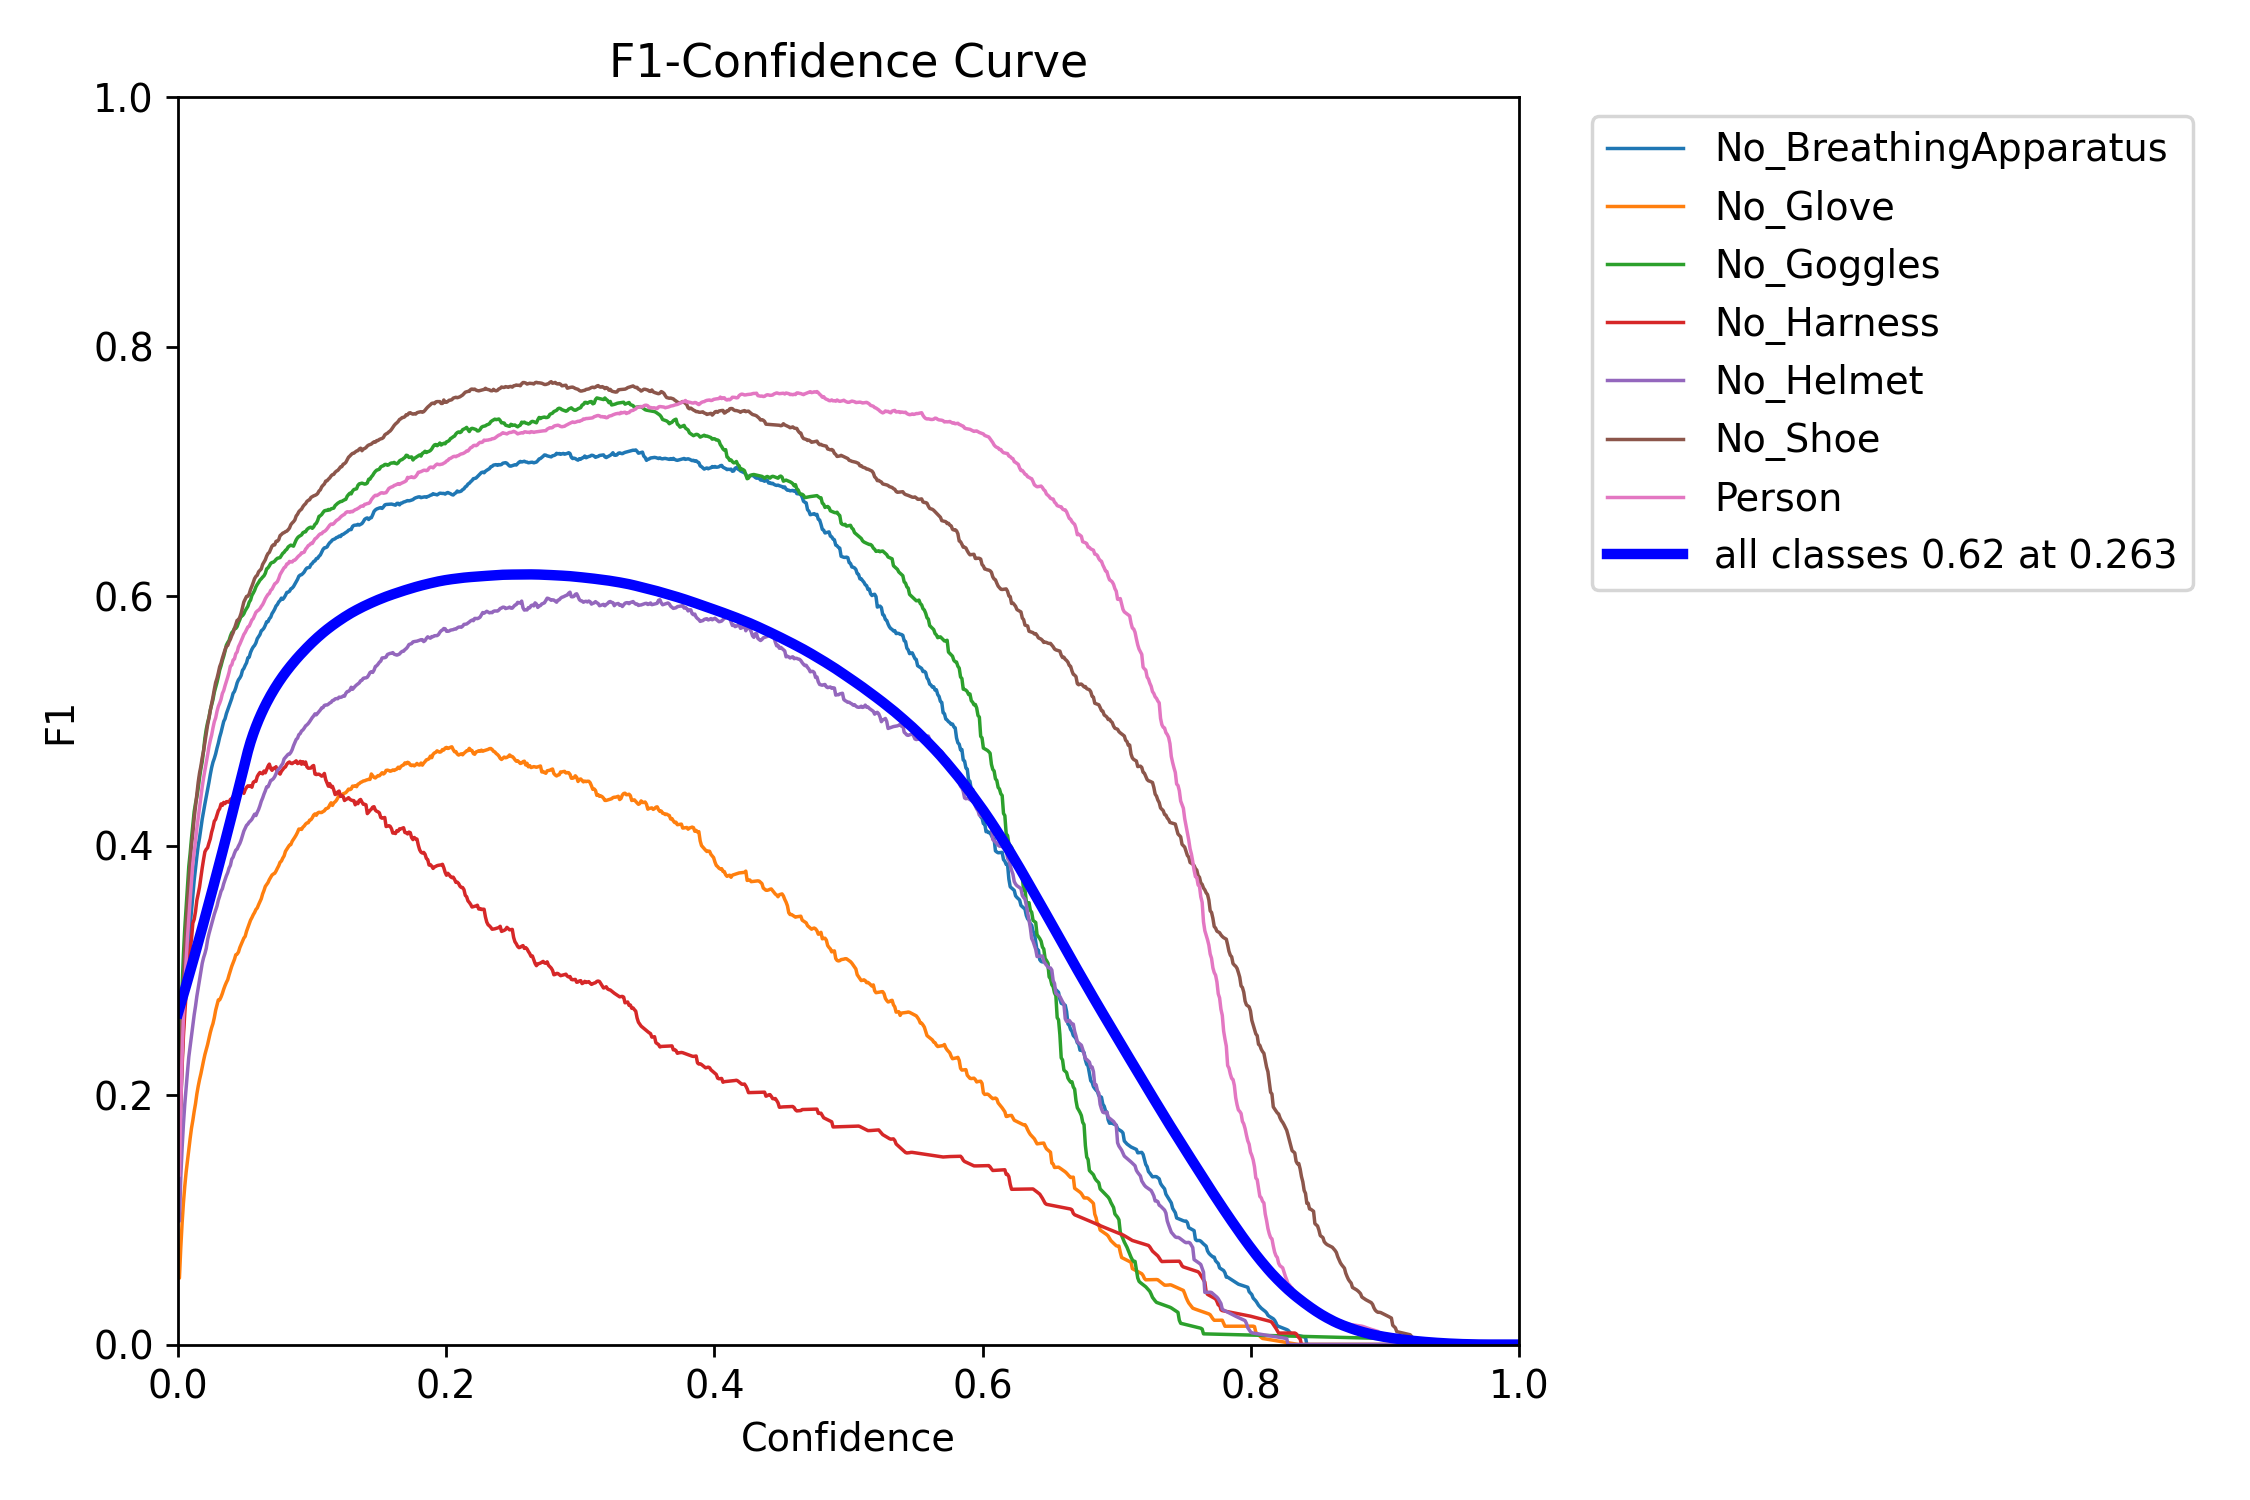 F1-Confidence Curve
1.0
0.8
0.6
0.4
0.2
0.0
F1
0.0 0.2 0.4 0.6 0.8 1.0
Confidence
No_BreathingApparatus
No_Glove
No_Goggles
No_Harness
No_Helmet
No_Shoe
Person
all classes 0.62 at 0.263